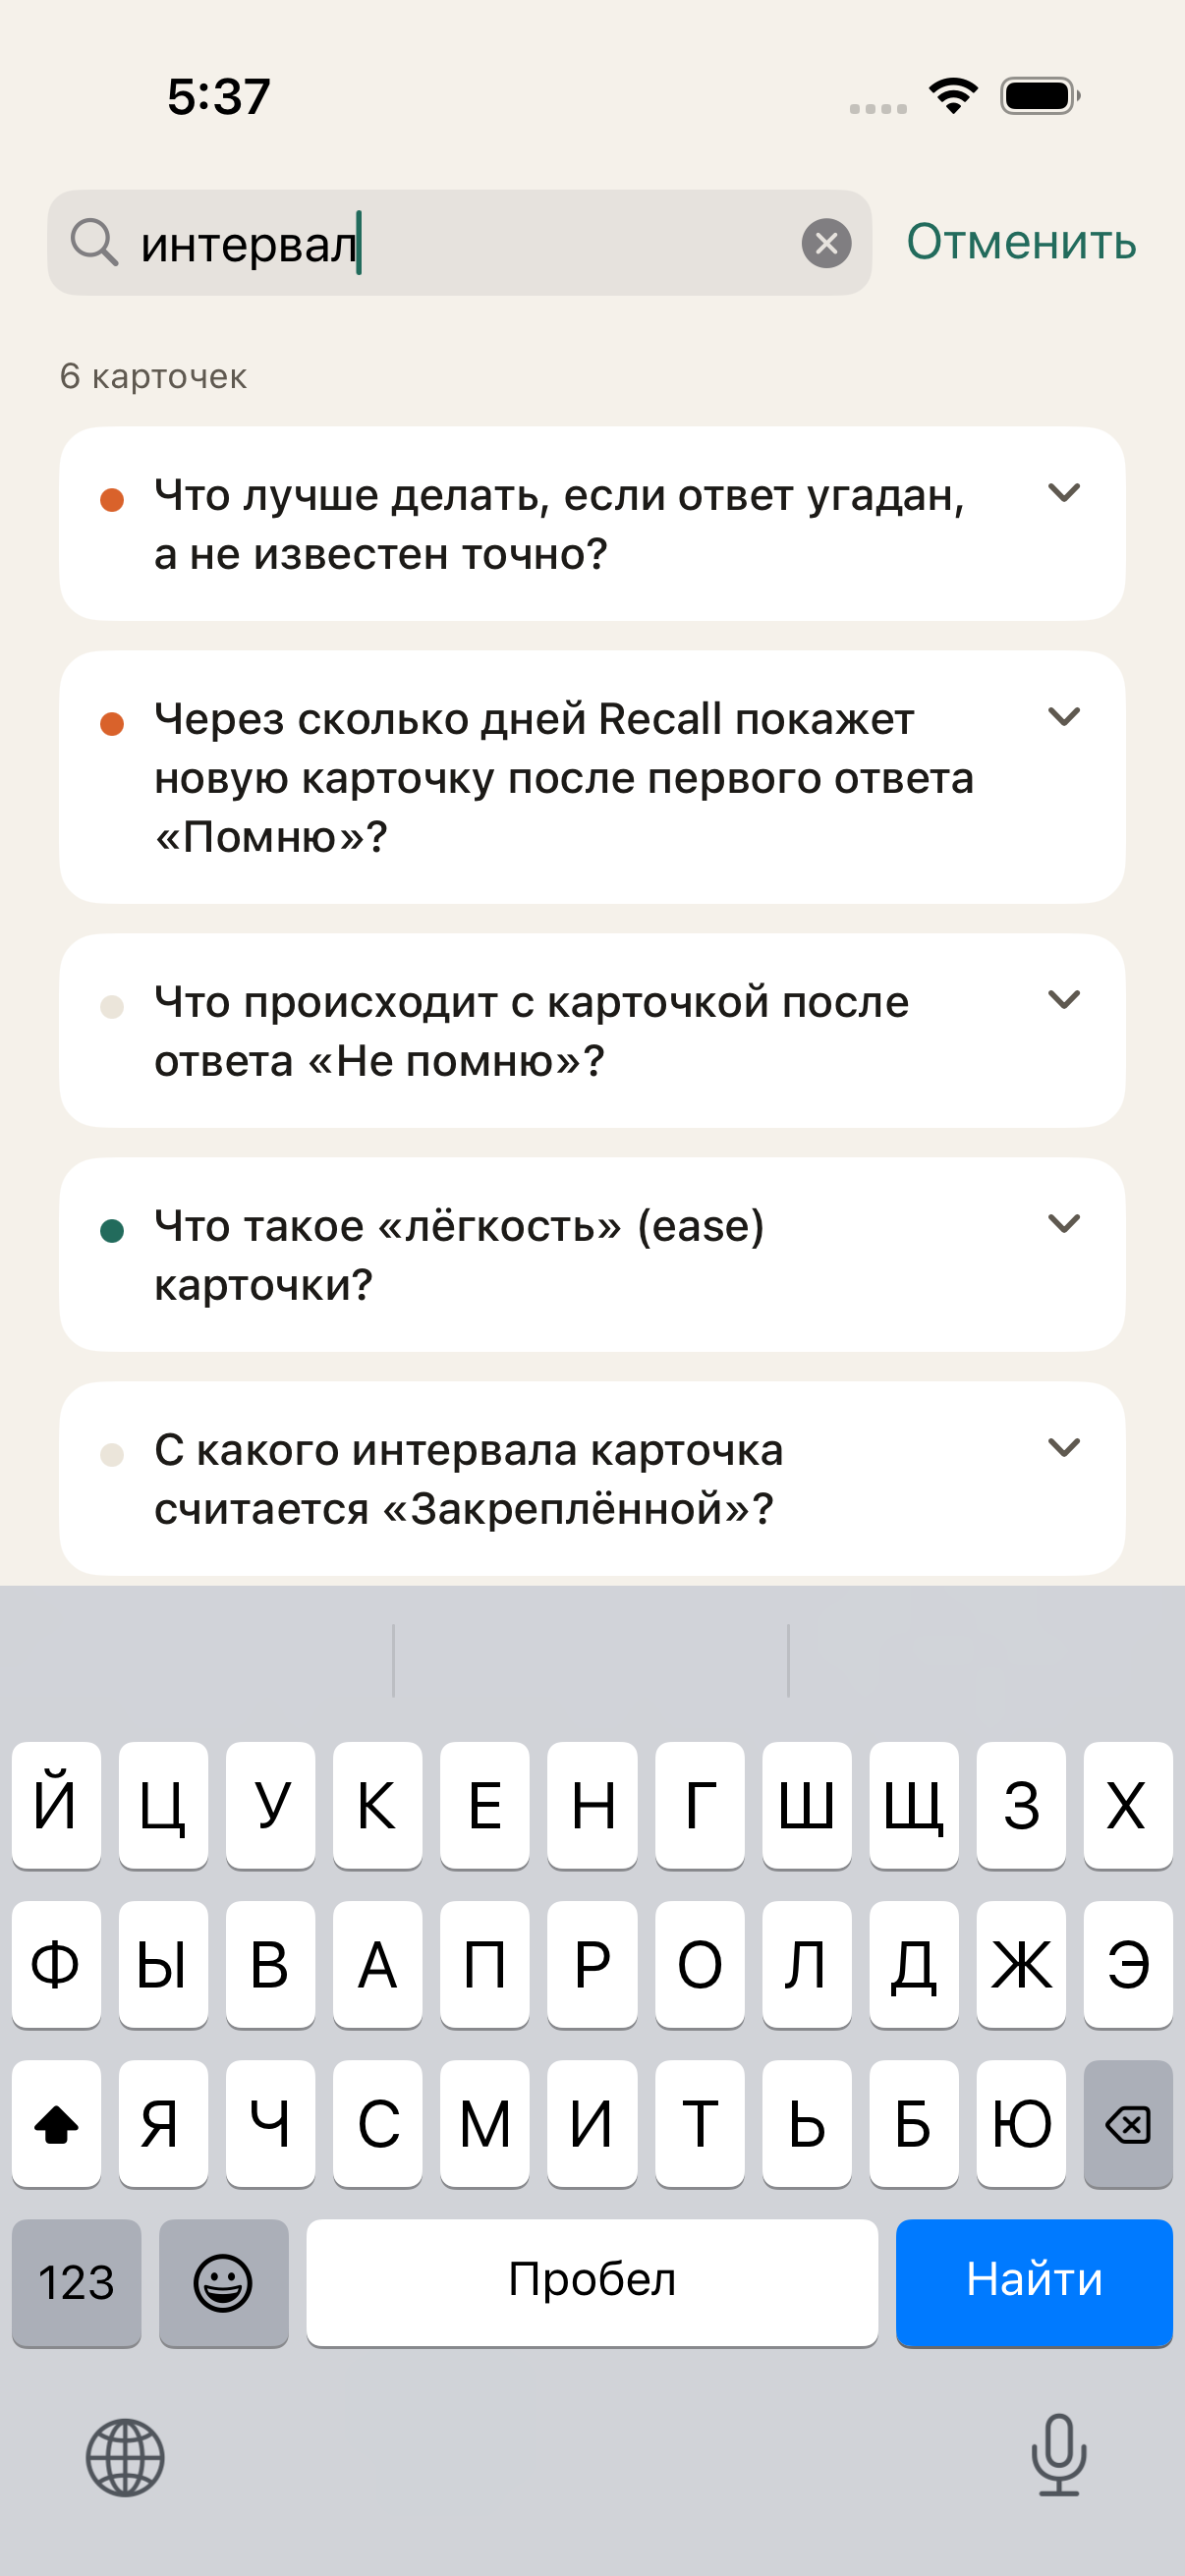 5:37
интервал
Отменить
6 карточек
Что лучше делать, если ответ угадан,
а не известен точно?
Через сколько дней Recall покажет
новую карточку после первого ответа
«Помню»?
Что происходит с карточкой после
ответа «Не помню»?
Что такое «лёгкость» (ease)
карточки?
С какого интервала карточка
считается «Закреплённой»?
Й Ц У К Е Н Г Ш Щ З Х
Ф Ы В А П Р О Л Д Ж Э
Я Ч С М И Т Ь Б Ю
123 Пробел Найти